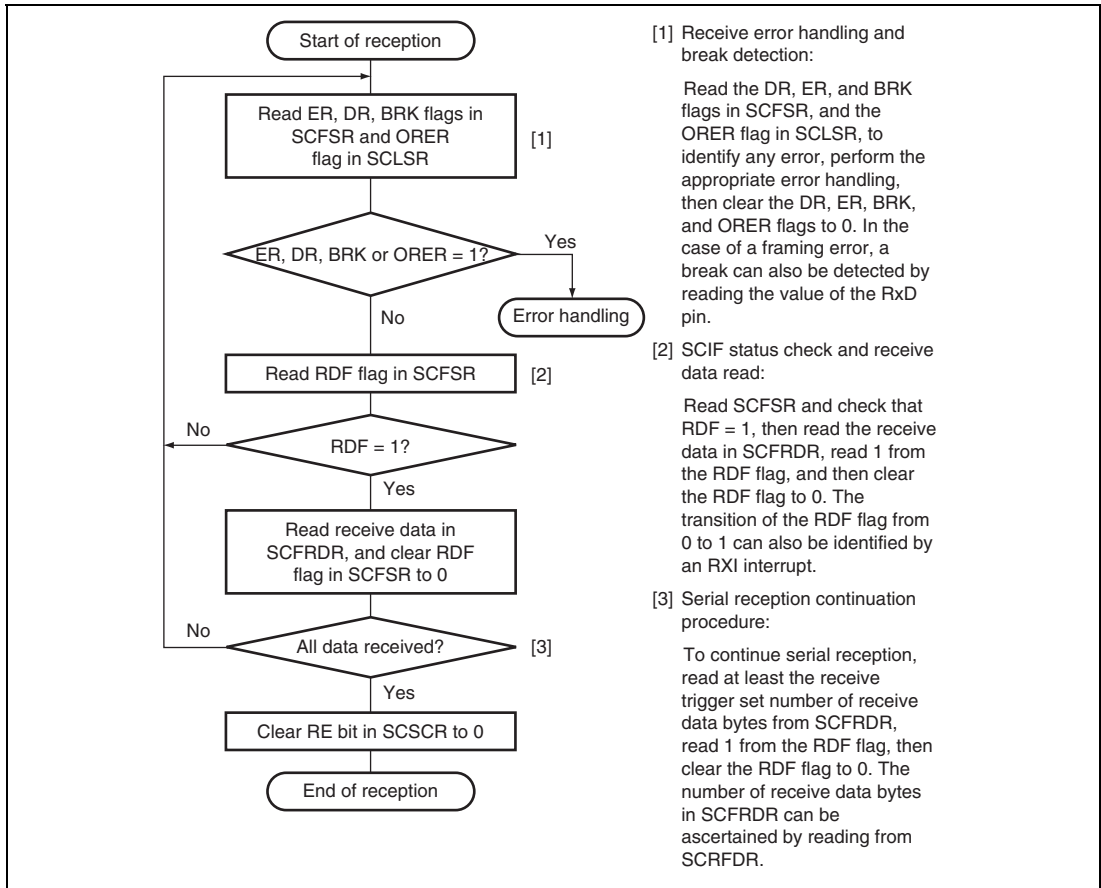 Start of reception
Read ER, DR, BRK flags in
SCFSR and ORER
flag in SCLSR
[1]
ER, DR, BRK or ORER = 1?
Yes
Error handling
No
Read RDF flag in SCFSR
[2]
No
RDF = 1?
Yes
Read receive data in
SCFRDR, and clear RDF
flag in SCFSR to 0
No
All data received?
[3]
Yes
Clear RE bit in SCSCR to 0
End of reception
[1] Receive error handling and
break detection:
Read the DR, ER, and BRK
flags in SCFSR, and the
ORER flag in SCLSR, to
identify any error, perform the
appropriate error handling,
then clear the DR, ER, BRK,
and ORER flags to 0. In the
case of a framing error, a
break can also be detected by
reading the value of the RxD
pin.
[2] SCIF status check and receive
data read:
Read SCFSR and check that
RDF = 1, then read the receive
data in SCFRDR, read 1 from
the RDF flag, and then clear
the RDF flag to 0. The
transition of the RDF flag from
0 to 1 can also be identified by
an RXI interrupt.
[3] Serial reception continuation
procedure:
To continue serial reception,
read at least the receive
trigger set number of receive
data bytes from SCFRDR,
read 1 from the RDF flag, then
clear the RDF flag to 0. The
number of receive data bytes
in SCFRDR can be
ascertained by reading from
SCRFDR.